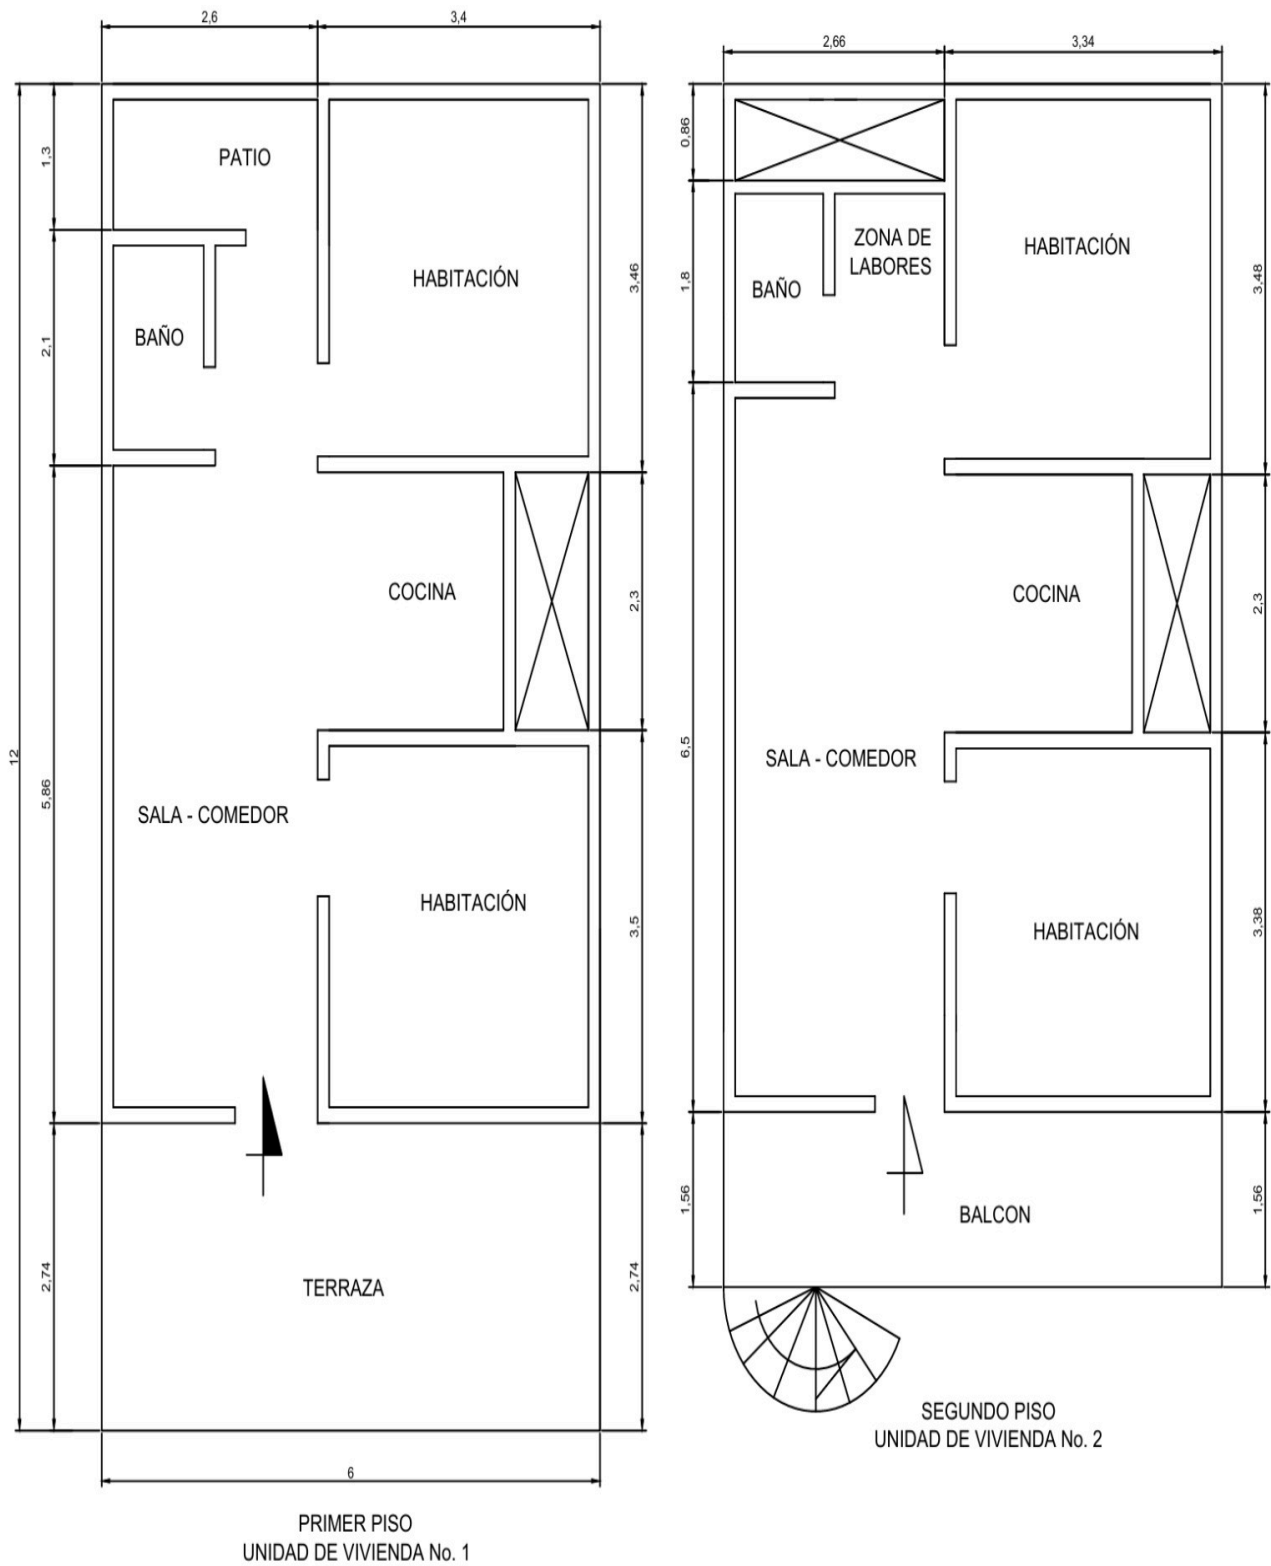 2,6
3,4
2,66
3,34
1,3
PATIO
3,46
HABITACIÓN
2,1
BAÑO
COCINA
2,3
12
5,86
SALA - COMEDOR
HABITACIÓN
3,5
2,74
TERRAZA
2,74
6
PRIMER PISO
UNIDAD DE VIVIENDA No. 1
0,86
ZONA DE
LABORES
HABITACIÓN
3,48
1,8
BAÑO
COCINA
2,3
6,5
SALA - COMEDOR
HABITACIÓN
3,38
1,56
BALCON
1,56
SEGUNDO PISO
UNIDAD DE VIVIENDA No. 2